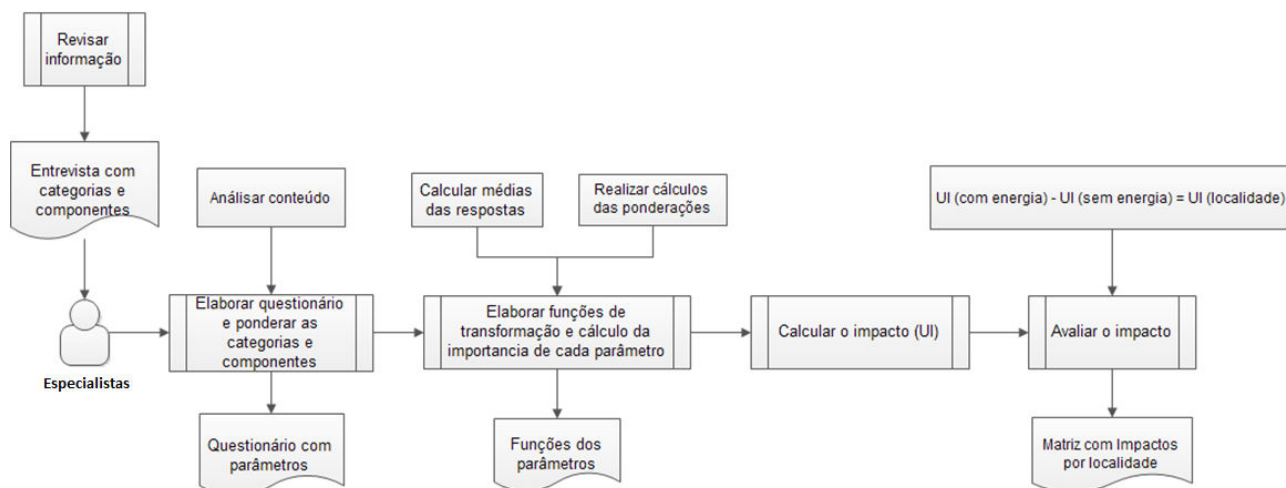 Revisar
informação
Entrevista com
categorias e
componentes
Especialistas
Análisar conteúdo
Elaborar questionário
e ponderar as
categorias e
componentes
Questionário com
parâmetros
Calcular médias
das respostas
Realizar cálculos
das ponderações
Elaborar funções de
transformação e cálculo da
importancia de cada parâmetro
Funções dos
parâmetros
Calcular o impacto (UI)
UI (com energia) - UI (sem energia) = UI (localidade)
Avaliar o impacto
Matriz com Impactos
por localidade